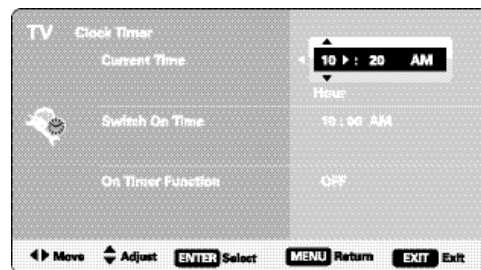 TV Clock Timer
Current Time 10 : 20 AM
Hour
Switch On Time 10 : 00 AM
On Timer Function OFF
Move Adjust ENTER Select MENU Return EXIT Exit